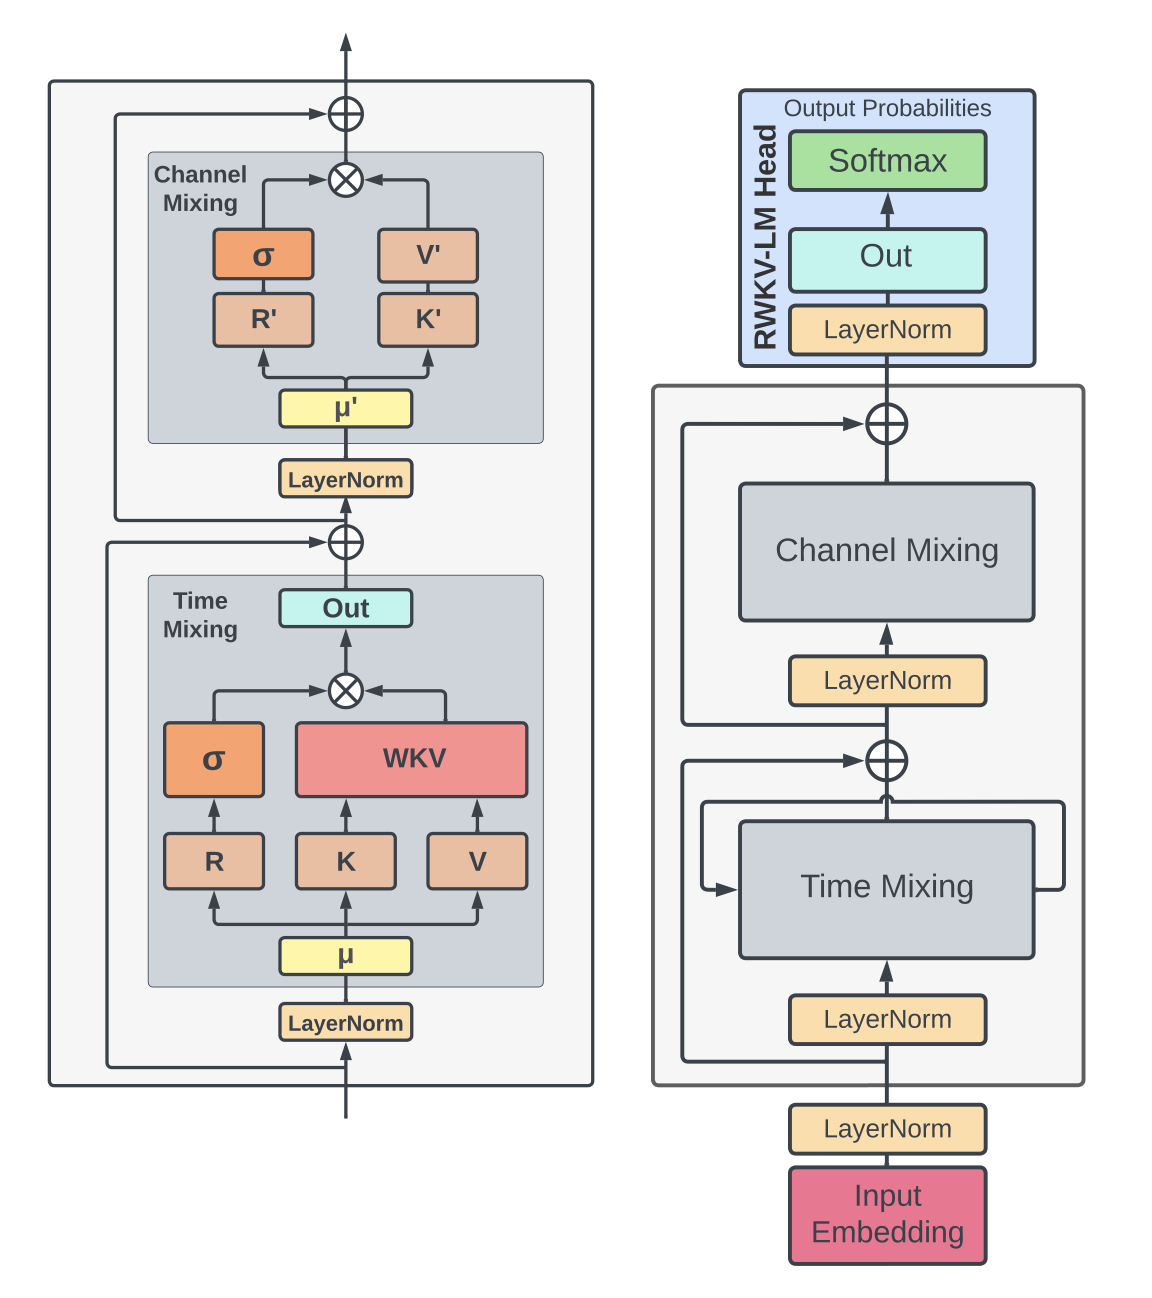 Channel
Mixing
σ
V'
R'
K'
μ'
LayerNorm
Time
Mixing
Out
σ
WKV
R
K
V
μ
LayerNorm
Output Probabilities
RWKV-LM Head
Softmax
Out
LayerNorm
Channel Mixing
LayerNorm
Time Mixing
LayerNorm
LayerNorm
Input
Embedding